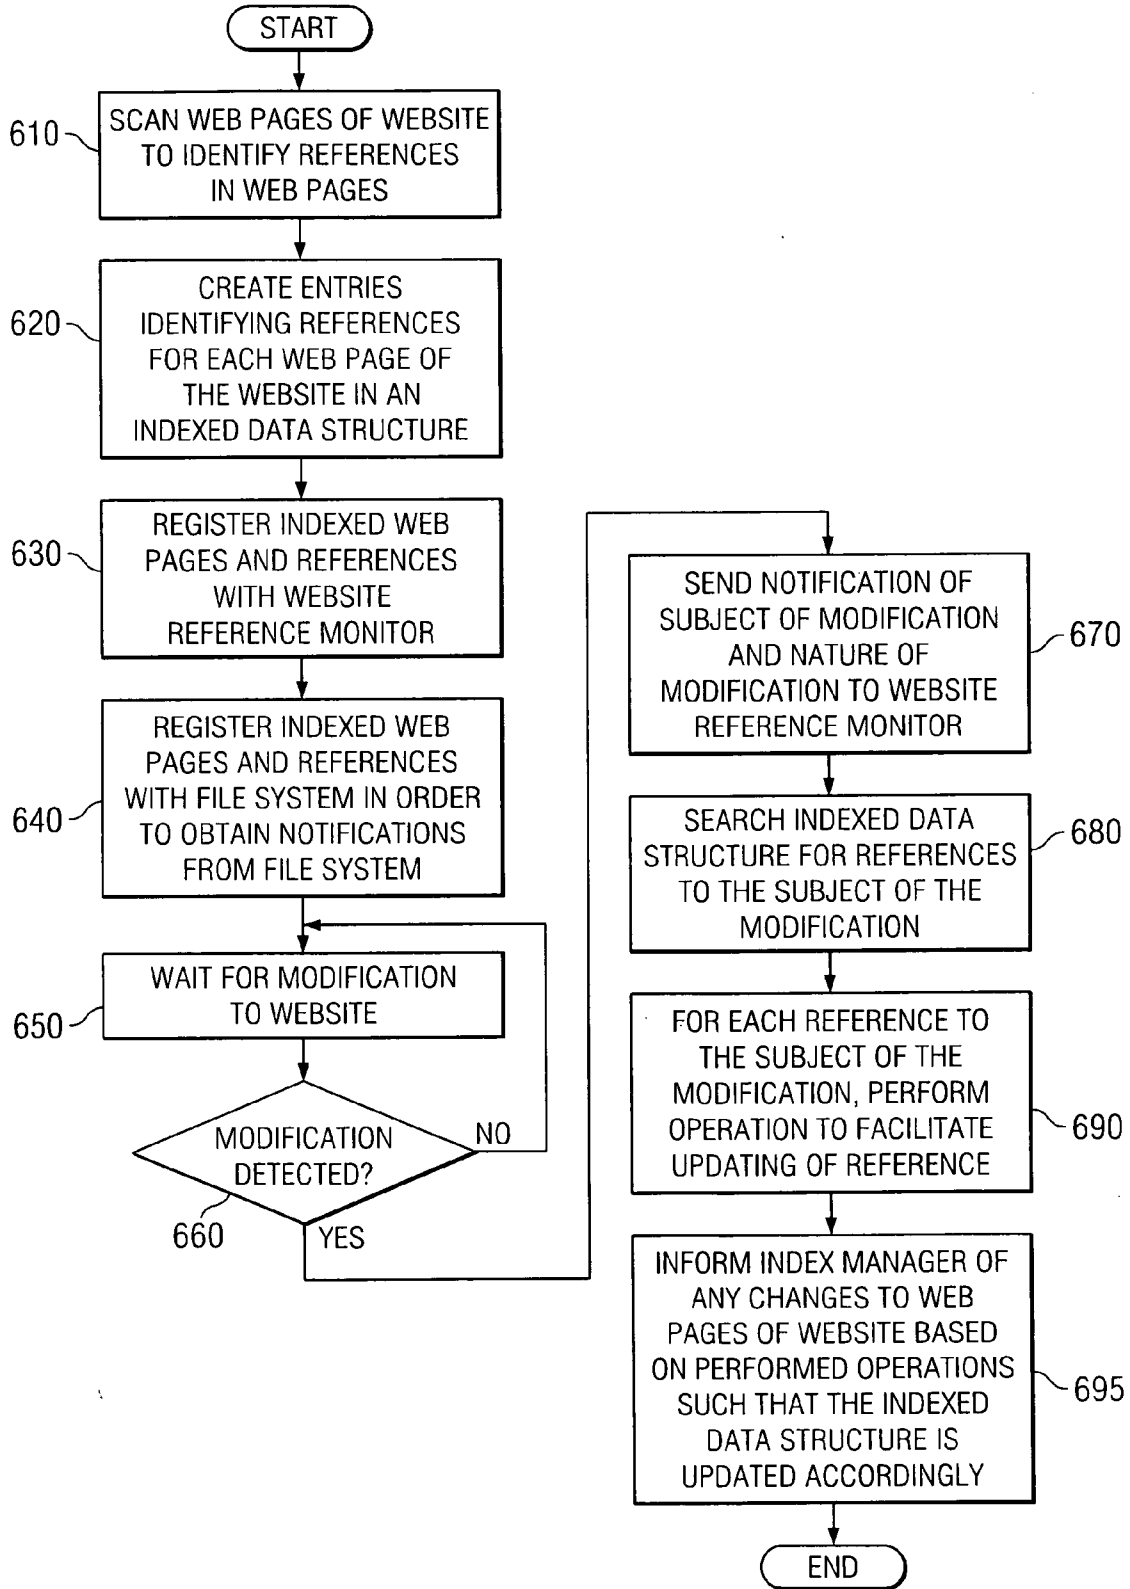 START
610
SCAN WEB PAGES OF WEBSITE
TO IDENTIFY REFERENCES
IN WEB PAGES
620
CREATE ENTRIES
IDENTIFYING REFERENCES
FOR EACH WEB PAGE OF
THE WEBSITE IN AN
INDEXED DATA STRUCTURE
630
REGISTER INDEXED WEB
PAGES AND REFERENCES
WITH WEBSITE
REFERENCE MONITOR
640
REGISTER INDEXED WEB
PAGES AND REFERENCES
WITH FILE SYSTEM IN ORDER
TO OBTAIN NOTIFICATIONS
FROM FILE SYSTEM
650
WAIT FOR MODIFICATION
TO WEBSITE
MODIFICATION
DETECTED?
NO
660
YES
SEND NOTIFICATION OF
SUBJECT OF MODIFICATION
AND NATURE OF
MODIFICATION TO WEBSITE
REFERENCE MONITOR
670
SEARCH INDEXED DATA
STRUCTURE FOR REFERENCES
TO THE SUBJECT OF THE
MODIFICATION
680
FOR EACH REFERENCE TO
THE SUBJECT OF THE
MODIFICATION, PERFORM
OPERATION TO FACILITATE
UPDATING OF REFERENCE
690
INFORM INDEX MANAGER OF
ANY CHANGES TO WEB
PAGES OF WEBSITE BASED
ON PERFORMED OPERATIONS
SUCH THAT THE INDEXED
DATA STRUCTURE IS
UPDATED ACCORDINGLY
695
END